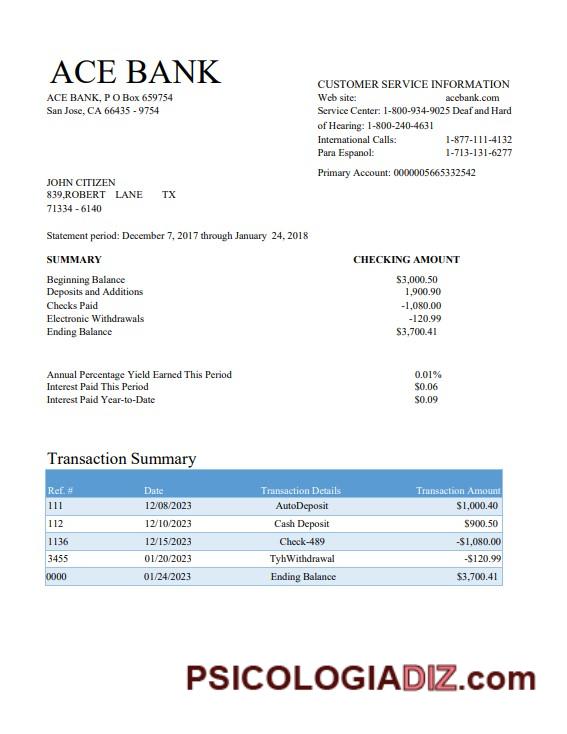 ACE BANK
ACE BANK, P O Box 659754
San Jose, CA 66435 - 9754
CUSTOMER SERVICE INFORMATION
Web site: acebank.com
Service Center: 1-800-934-9025 Deaf and Hard
of Hearing: 1-800-240-4631
International Calls: 1-877-111-4132
Para Espanol: 1-713-131-6277
Primary Account: 0000005665332542
JOHN CITIZEN
839,ROBERT LANE TX
71334 - 6140
Statement period: December 7, 2017 through January 24, 2018
SUMMARY CHECKING AMOUNT
Beginning Balance $3,000.50
Deposits and Additions 1,900.90
Checks Paid -1,080.00
Electronic Withdrawals -120.99
Ending Balance $3,700.41
Annual Percentage Yield Earned This Period 0.01%
Interest Paid This Period $0.06
Interest Paid Year-to-Date $0.09
Transaction Summary
Ref. # Date Transaction Details Transaction Amount
111 12/08/2023 AutoDeposit $1,000.40
112 12/10/2023 Cash Deposit $900.50
1136 12/15/2023 Check-489 -$1,080.00
3455 01/20/2023 TyhWithdrawal -$120.99
0000 01/24/2023 Ending Balance $3,700.41
PSICOLOGIADIZ.com